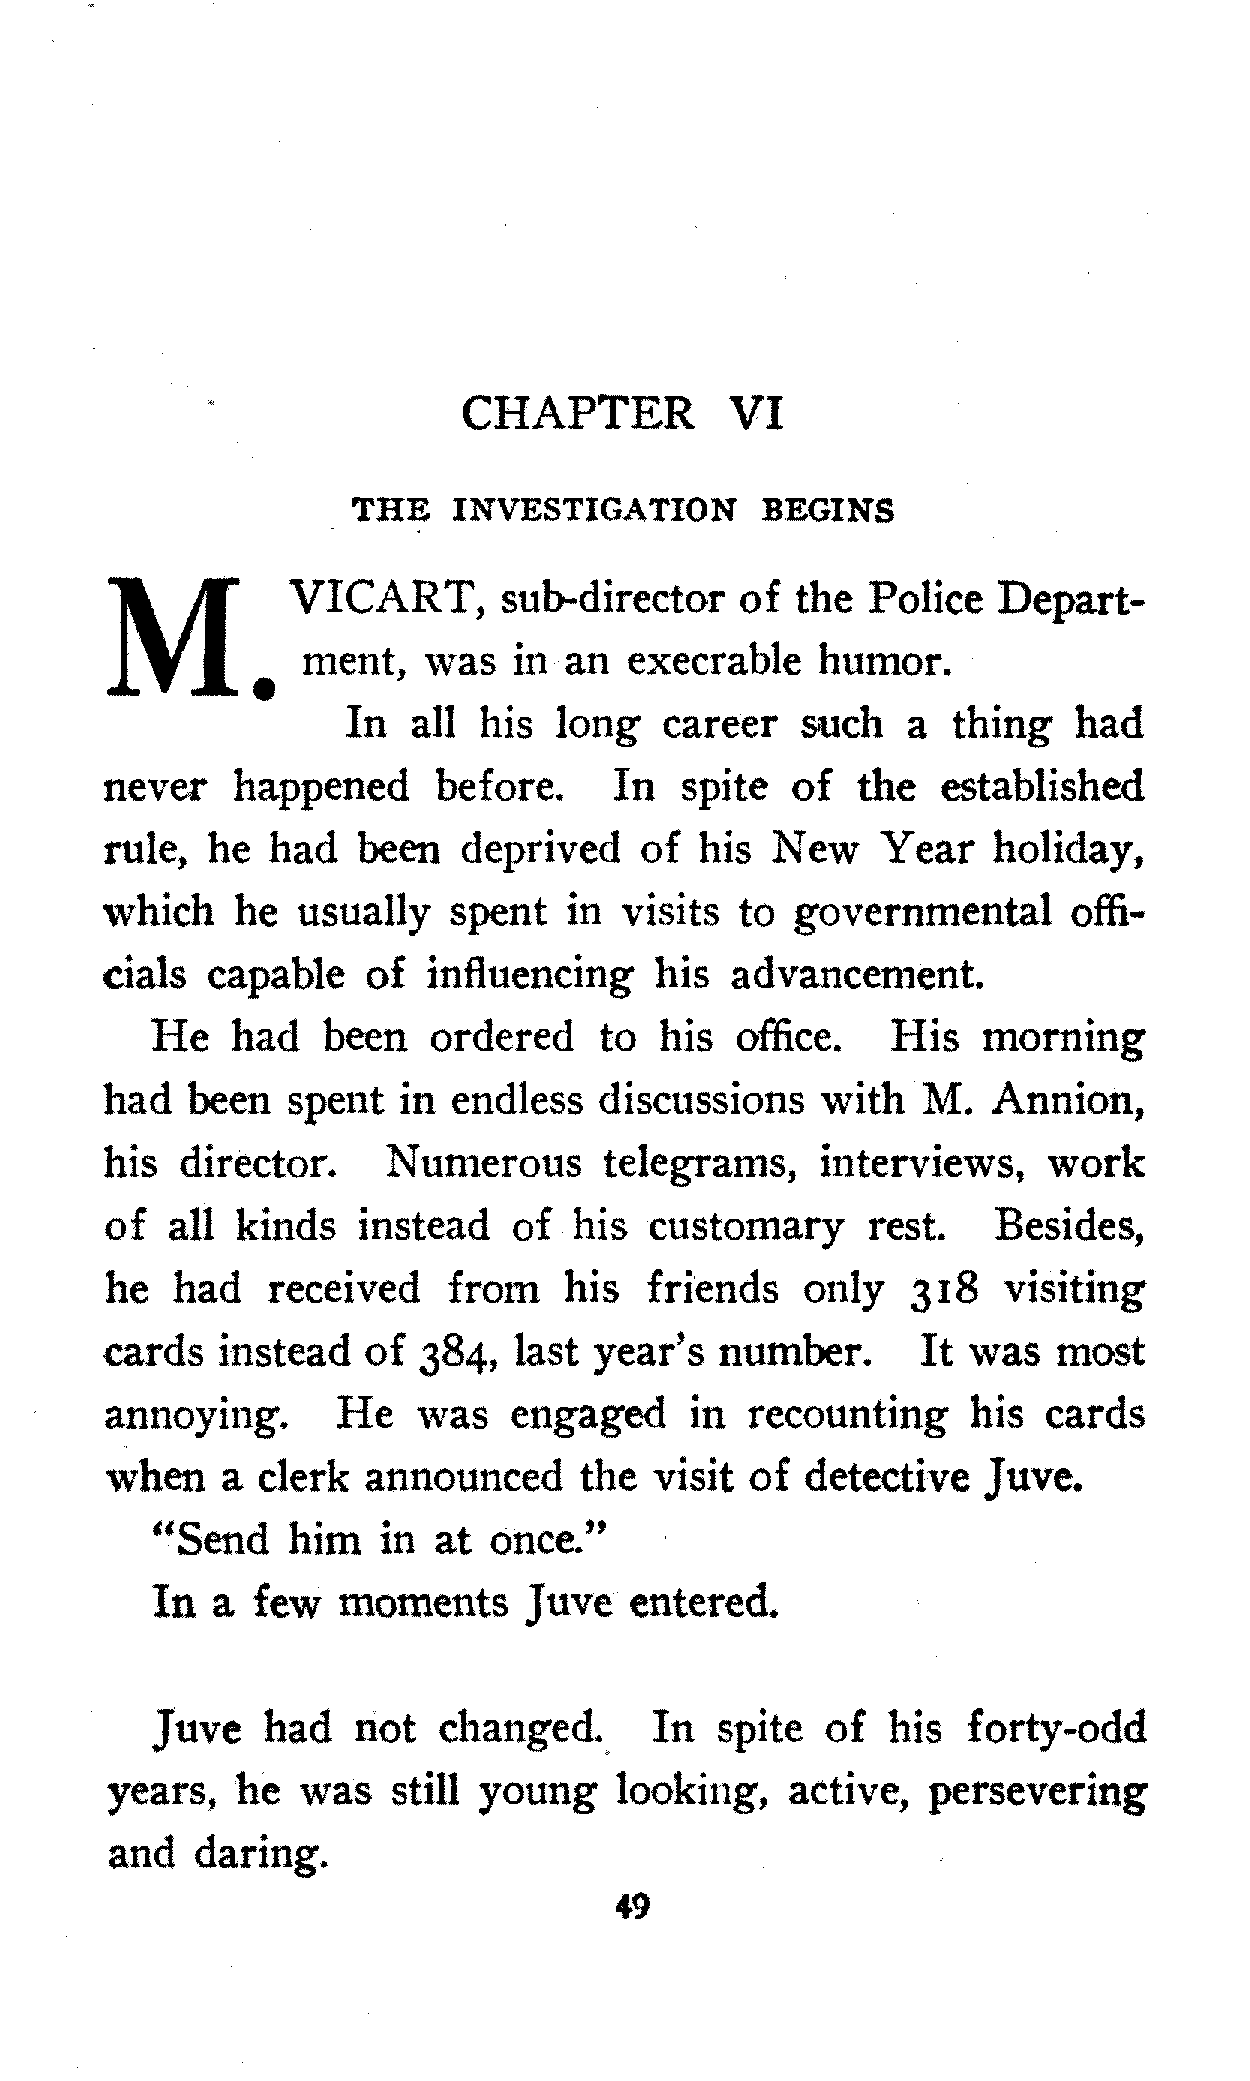 CHAPTER VI
THE INVESTIGATION BEGINS
M. VICART, sub-director of the Police Depart-
ment, was in an execrable humor.
In all his long career such a thing had
never happened before. In spite of the established
rule, he had been deprived of his New Year holiday,
which he usually spent in visits to governmental offi-
cials capable of influencing his advancement.
He had been ordered to his office. His morning
had been spent in endless discussions with M. Annion,
his director. Numerous telegrams, interviews, work
of all kinds instead of his customary rest. Besides,
he had received from his friends only 318 visiting
cards instead of 384, last year's number. It was most
annoying. He was engaged in recounting his cards
when a clerk announced the visit of detective Juve.
"Send him in at once."
In a few moments Juve entered.
Juve had not changed. In spite of his forty-odd
years, he was still young looking, active, persevering
and daring.
49